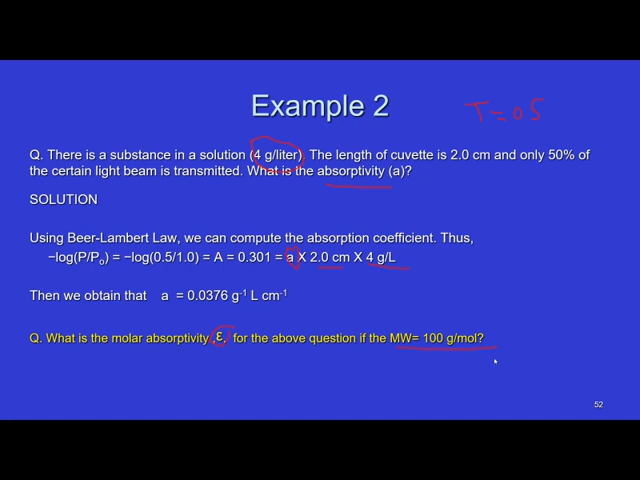 Example 2
T=05
Q. There is a substance in a solution (4 g/liter). The length of cuvette is 2.0 cm and only 50% of
the certain light beam is transmitted. What is the absorptivity (a)?
SOLUTION
Using Beer-Lambert Law, we can compute the absorption coefficient. Thus,
−log(P/Po) = −log(0.5/1.0) = A = 0.301 = a X 2.0 cm X 4 g/L
Then we obtain that a = 0.0376 g-1 L cm-1
Q. What is the molar absorptivity ,ε, for the above question if the MW= 100 g/mol?
52